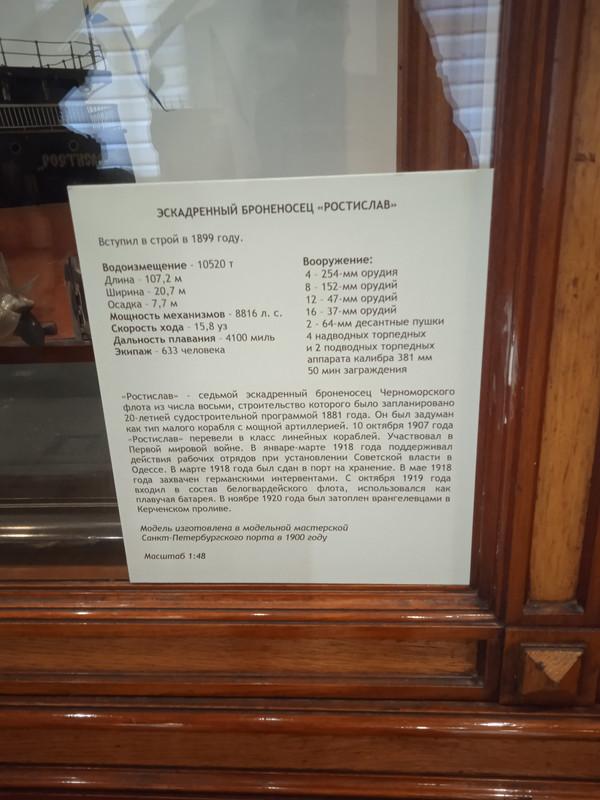 ЭСКАДРЕННЫЙ БРОНЕНОСЕЦ «РОСТИСЛАВ»
Вступил в строй в 1899 году.
Водоизмещение - 10520 т
Длина - 107,2 м
Ширина - 20,7 м
Осадка - 7,7 м
Мощность механизмов - 8816 л. с.
Скорость хода - 15,8 уз
Дальность плавания - 4100 миль
Экипаж - 633 человека
Вооружение:
4 - 254-мм орудия
8 - 152-мм орудий
12 - 47-мм орудий
16 - 37-мм орудий
2 - 64-мм десантные пушки
4 надводных торпедных
и 2 подводных торпедных
аппарата калибра 381 мм
50 мин заграждения
«Ростислав» - седьмой эскадренный броненосец Черноморского
флота из числа восьми, строительство которого было запланировано
20-летней судостроительной программой 1881 года. Он был задуман
как тип малого корабля с мощной артиллерией. 10 октября 1907 года
«Ростислав» перевели в класс линейных кораблей. Участвовал в
Первой мировой войне. В январе-марте 1918 года поддерживал
действия рабочих отрядов при установлении Советской власти в
Одессе. В марте 1918 года был сдан в порт на хранение. В мае 1918
года захвачен германскими интервентами. С октября 1919 года
входил в состав белогвардейского флота, использовался как
плавучая батарея. В ноябре 1920 года был затоплен врангелевцами в
Керченском проливе.
Модель изготовлена в модельной мастерской
Санкт-Петербургского порта в 1900 году
Масштаб 1:48